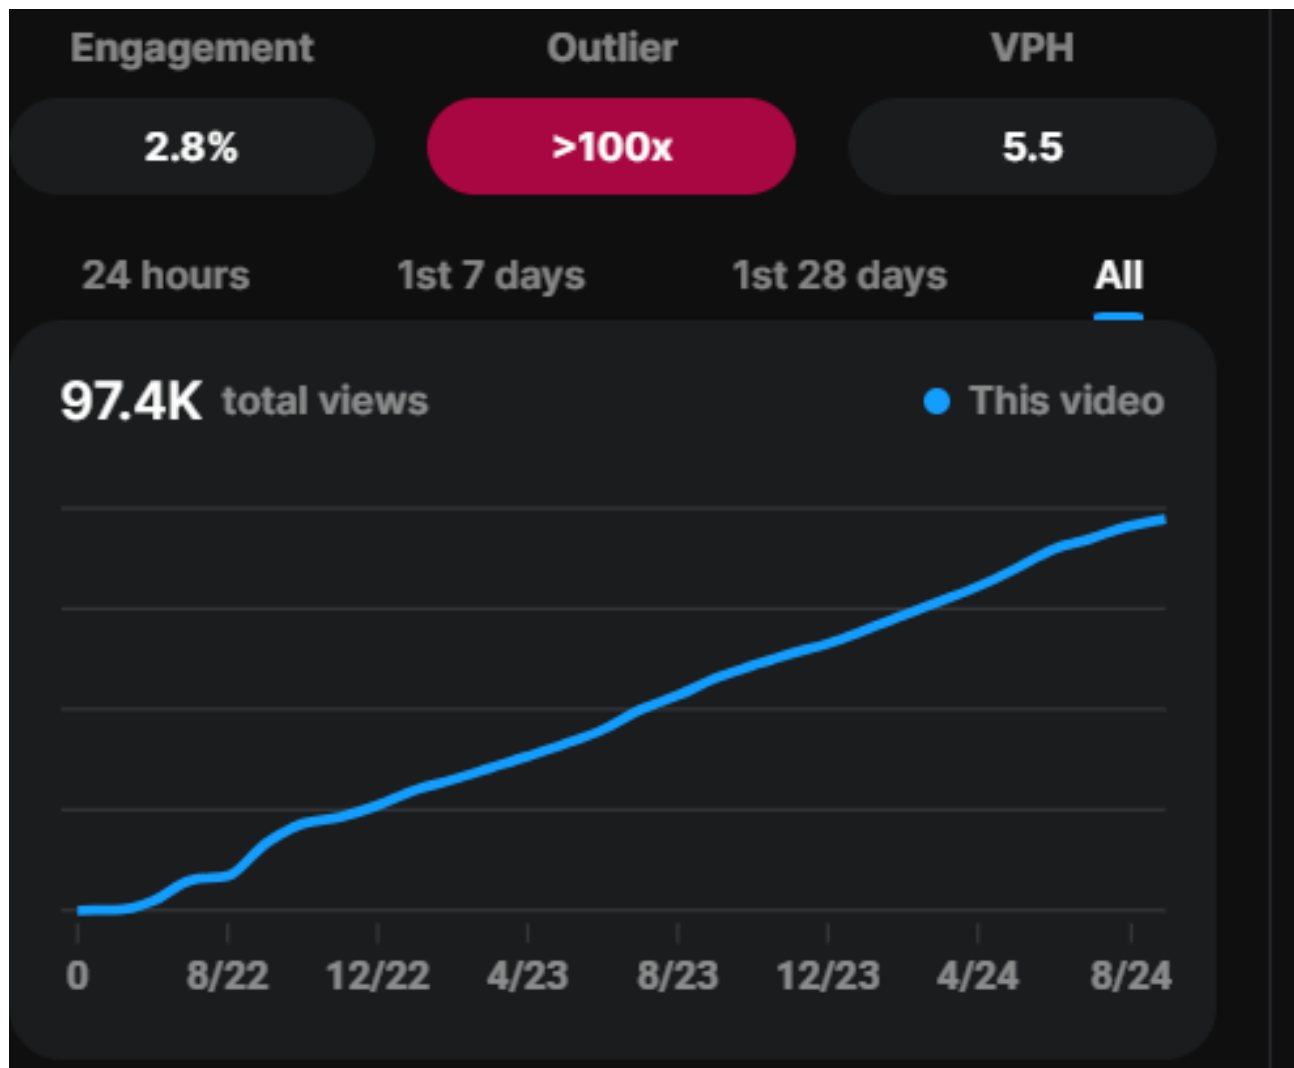 Engagement Outlier VPH
2.8% >100x 5.5
24 hours 1st 7 days 1st 28 days All
97.4K total views This video
0 8/22 12/22 4/23 8/23 12/23 4/24 8/24